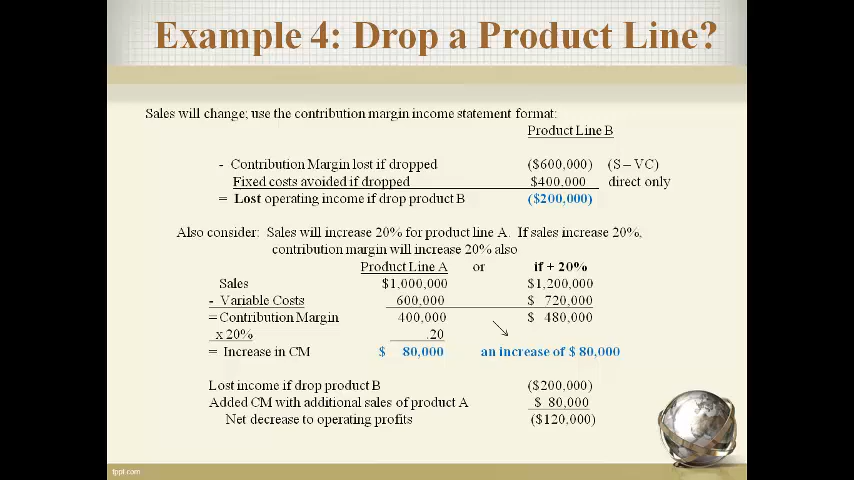 Example 4: Drop a Product Line?
Sales will change; use the contribution margin income statement format:
Product Line B
- Contribution Margin lost if dropped ($600,000) (S – VC)
Fixed costs avoided if dropped $400,000 direct only
= Lost operating income if drop product B ($200,000)
Also consider: Sales will increase 20% for product line A. If sales increase 20%,
contribution margin will increase 20% also
Product Line A or if + 20%
Sales $1,000,000 $1,200,000
- Variable Costs 600,000 $ 720,000
= Contribution Margin 400,000 $ 480,000
x 20% .20
= Increase in CM $ 80,000 an increase of $ 80,000
Lost income if drop product B ($200,000)
Added CM with additional sales of product A $ 80,000
Net decrease to operating profits ($120,000)
fppt.com